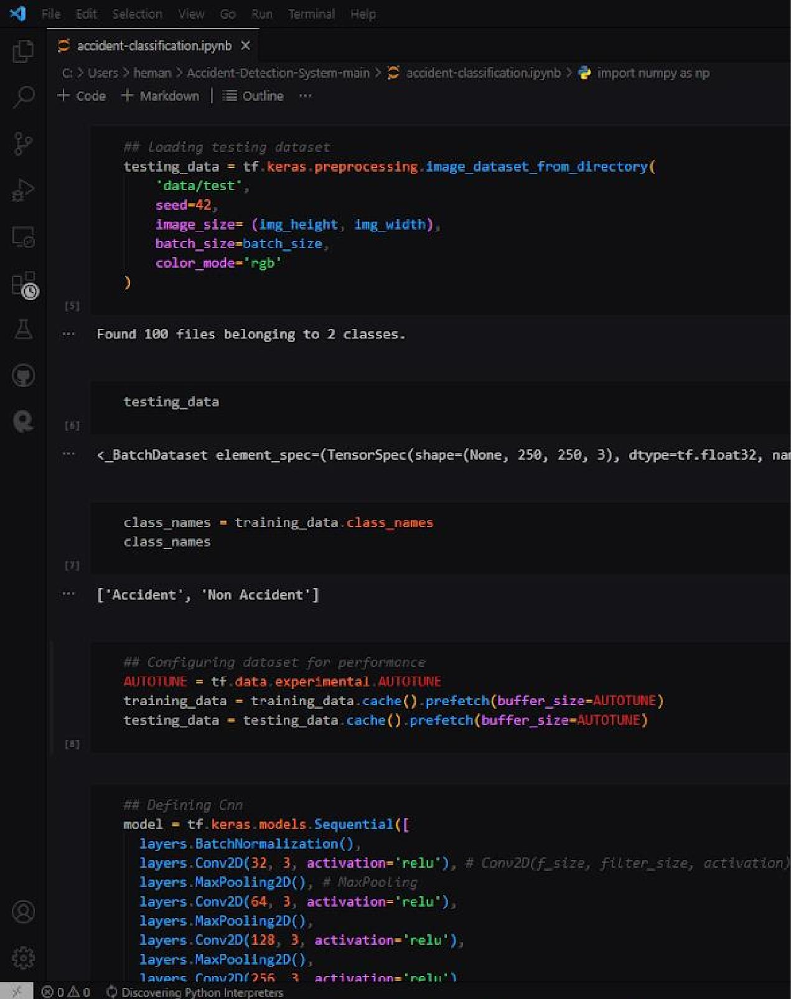 File Edit Selection View Go Run Terminal Help
accident-classification.ipynb ×
C: > Users > heman > Accident-Detection-System-main > accident-classification.ipynb > import numpy as np
+ Code + Markdown | Outline ...
## Loading testing dataset
testing_data = tf.keras.preprocessing.image_dataset_from_directory(
'data/test',
seed=42,
image_size= (img_height, img_width),
batch_size=batch_size,
color_mode='rgb'
)
[5]
... Found 100 files belonging to 2 classes.
testing_data
[6]
... <_BatchDataset element_spec=(TensorSpec(shape=(None, 250, 250, 3), dtype=tf.float32, nam
class_names = training_data.class_names
class_names
[7]
... ['Accident', 'Non Accident']
## Configuring dataset for performance
AUTOTUNE = tf.data.experimental.AUTOTUNE
training_data = training_data.cache().prefetch(buffer_size=AUTOTUNE)
testing_data = testing_data.cache().prefetch(buffer_size=AUTOTUNE)
[8]
## Defining Cnn
model = tf.keras.models.Sequential([
layers.BatchNormalization(),
layers.Conv2D(32, 3, activation='relu'), # Conv2D(f_size, filter_size, activation)
layers.MaxPooling2D(), # MaxPooling
layers.Conv2D(64, 3, activation='relu'),
layers.MaxPooling2D(),
layers.Conv2D(128, 3, activation='relu'),
layers.MaxPooling2D(),
layers.Conv2D(256, 3, activation='relu')
0 0 Discovering Python Interpreters